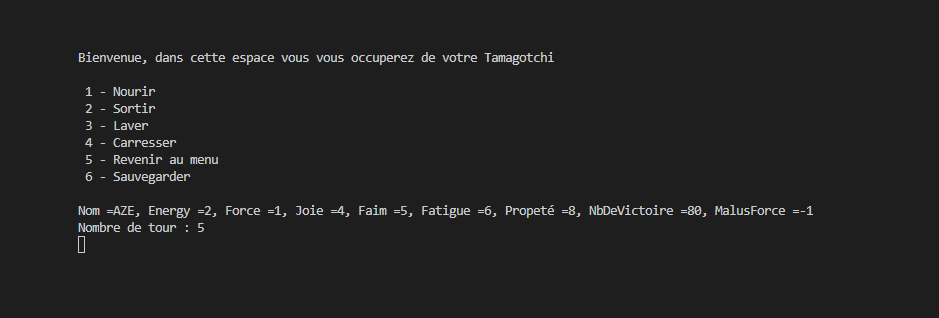 Bienvenue, dans cette espace vous vous occuperez de votre Tamagotchi
1 - Nourir
2 - Sortir
3 - Laver
4 - Carresser
5 - Revenir au menu
6 - Sauvegarder
Nom =AZE, Energy =2, Force =1, Joie =4, Faim =5, Fatigue =6, Propeté =8, NbDeVictoire =80, MalusForce =-1
Nombre de tour : 5